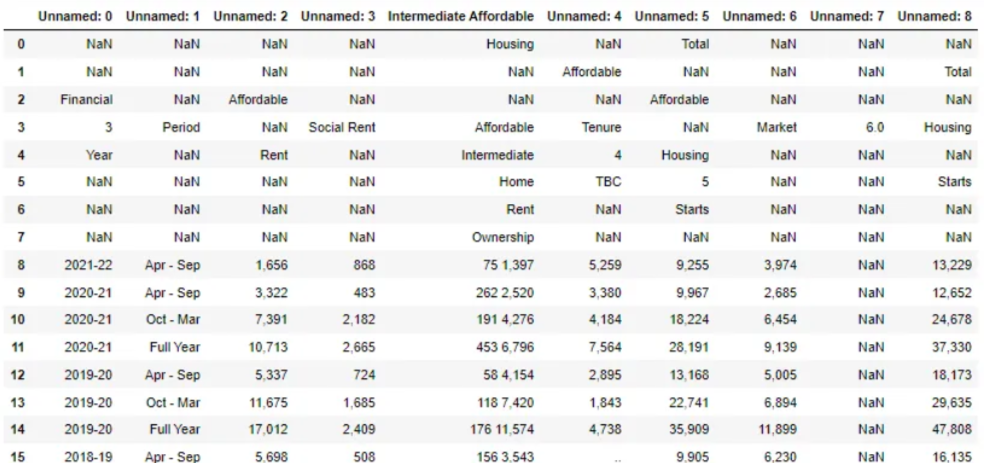 Unnamed: 0 Unnamed: 1 Unnamed: 2 Unnamed: 3 Intermediate Affordable Unnamed: 4 Unnamed: 5 Unnamed: 6 Unnamed: 7 Unnamed: 8
0 NaN NaN NaN NaN Housing NaN Total NaN NaN NaN
1 NaN NaN NaN NaN NaN Affordable NaN NaN NaN Total
2 Financial NaN Affordable NaN NaN NaN Affordable NaN NaN NaN
3 3 Period NaN Social Rent Affordable Tenure NaN Market 6.0 Housing
4 Year NaN Rent NaN Intermediate 4 Housing NaN NaN NaN
5 NaN NaN NaN NaN Home TBC 5 NaN NaN Starts
6 NaN NaN NaN NaN Rent NaN Starts NaN NaN NaN
7 NaN NaN NaN NaN Ownership NaN NaN NaN NaN NaN
8 2021-22 Apr - Sep 1,656 868 75 1,397 5,259 9,255 3,974 NaN 13,229
9 2020-21 Apr - Sep 3,322 483 262 2,520 3,380 9,967 2,685 NaN 12,652
10 2020-21 Oct - Mar 7,391 2,182 191 4,276 4,184 18,224 6,454 NaN 24,678
11 2020-21 Full Year 10,713 2,665 453 6,796 7,564 28,191 9,139 NaN 37,330
12 2019-20 Apr - Sep 5,337 724 58 4,154 2,895 13,168 5,005 NaN 18,173
13 2019-20 Oct - Mar 11,675 1,685 118 7,420 1,843 22,741 6,894 NaN 29,635
14 2019-20 Full Year 17,012 2,409 176 11,574 4,738 35,909 11,899 NaN 47,808
15 2018-19 Apr - Sep 5,698 508 156 3,543 .. 9,905 6,230 NaN 16,135